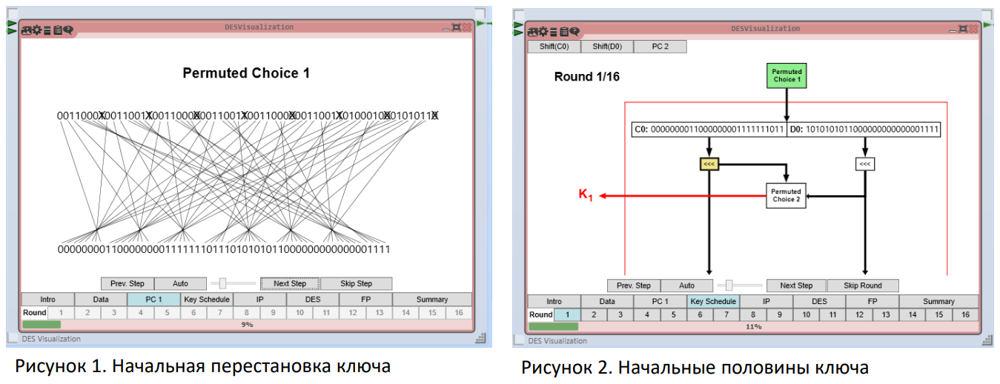 DESVisualization
Permuted Choice 1
0011000X0011001X0011000X0011001X0011000X0011001X0100010X0101011X
00000000110000000011111110111010101011000000000000001111
Prev. Step Auto Next Step Skip Step
Intro Data PC 1 Key Schedule IP DES FP Summary
Round 1 2 3 4 5 6 7 8 9 10 11 12 13 14 15 16
9%
DES Visualization
Рисунок 1. Начальная перестановка ключа
DESVisualization
Shift(C0) Shift(D0) PC 2
Round 1/16
Permuted
Choice 1
C0: 0000000011000000001111111011 D0: 1010101011000000000000001111
<<< <<<
Permuted
Choice 2
K1
Prev. Step Auto Next Step Skip Round
Intro Data PC 1 Key Schedule IP DES FP Summary
Round 1 2 3 4 5 6 7 8 9 10 11 12 13 14 15 16
11%
DES Visualization
Рисунок 2. Начальные половины ключа